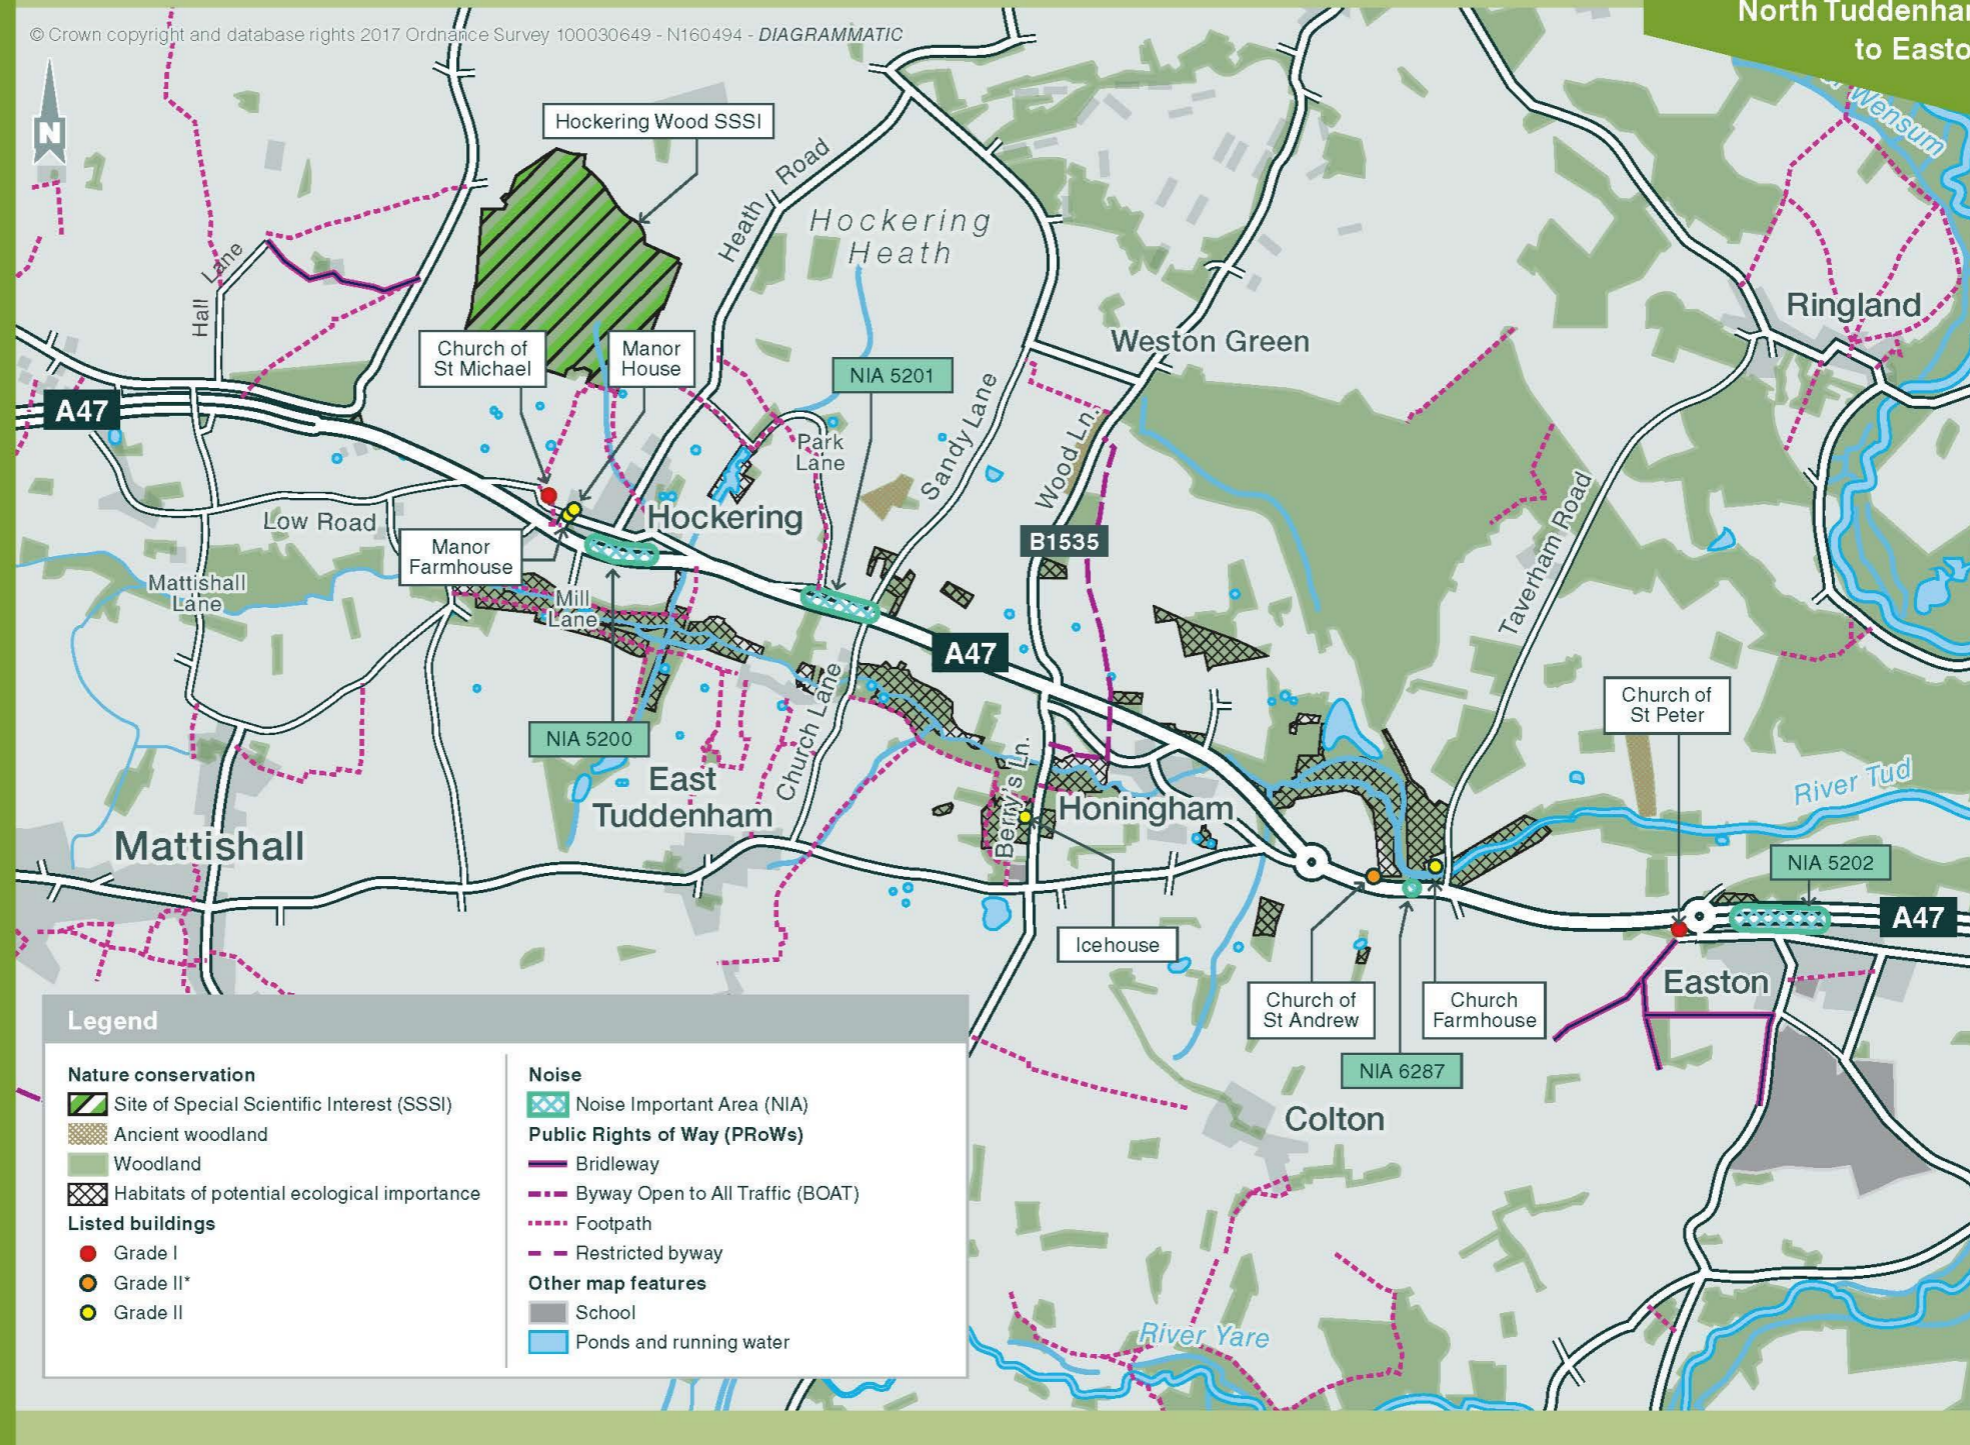 North Tuddenha
to Easto
© Crown copyright and database rights 2017 Ordnance Survey 100030649 - N160494 - DIAGRAMMATIC
N
Wensum
Hockering Wood SSSI
Heath Road
Hockering
Heath
Hall Lane
Ringland
Church of
St Michael
Manor
House
NIA 5201
Weston Green
A47
Park
Lane
Sandy Lane
Wood Ln.
Low Road
Hockering
B1535
Manor
Farmhouse
Mattishall
Lane
Mill
Lane
Taverham Road
A47
Church of
St Peter
NIA 5200
Church Lane
East
Tuddenham
Berry's Ln.
Honingham
River Tud
Mattishall
NIA 5202
A47
Icehouse
Easton
Church of
St Andrew
Church
Farmhouse
NIA 6287
Colton
River Yare
Legend
Nature conservation
Site of Special Scientific Interest (SSSI)
Ancient woodland
Woodland
Habitats of potential ecological importance
Listed buildings
Grade I
Grade II*
Grade II
Noise
Noise Important Area (NIA)
Public Rights of Way (PRoWs)
Bridleway
Byway Open to All Traffic (BOAT)
Footpath
Restricted byway
Other map features
School
Ponds and running water